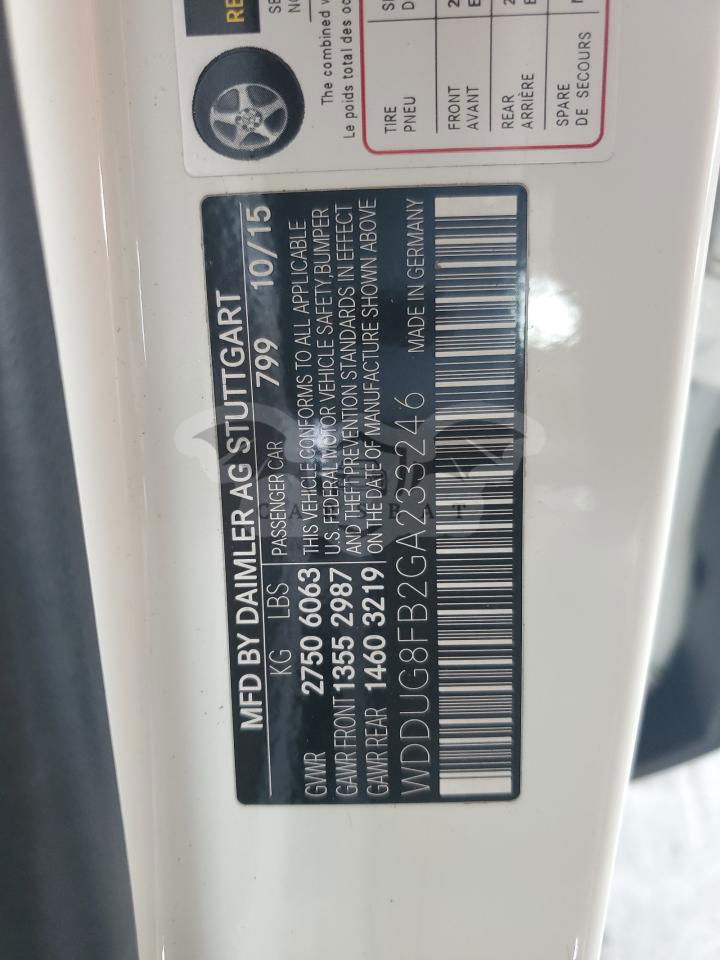 RE
The combined
Le poids total des oc
TIRE
PNEU
FRONT
AVANT
REAR
ARRIÈRE
SPARE
DE SECOURS
MFD BY DAIMLER AG STUTTGART
KG LBS PASSENGER CAR 799 10/15
GVWR 2750 6063 THIS VEHICLE CONFORMS TO ALL APPLICABLE
U.S. FEDERAL MOTOR VEHICLE SAFETY,BUMPER
GAWR FRONT 1355 2987 AND THEFT PREVENTION STANDARDS IN EFFECT
GAWR REAR 1460 3219 ON THE DATE OF MANUFACTURE SHOWN ABOVE
WDDUG8FB2GA233246 MADE IN GERMANY